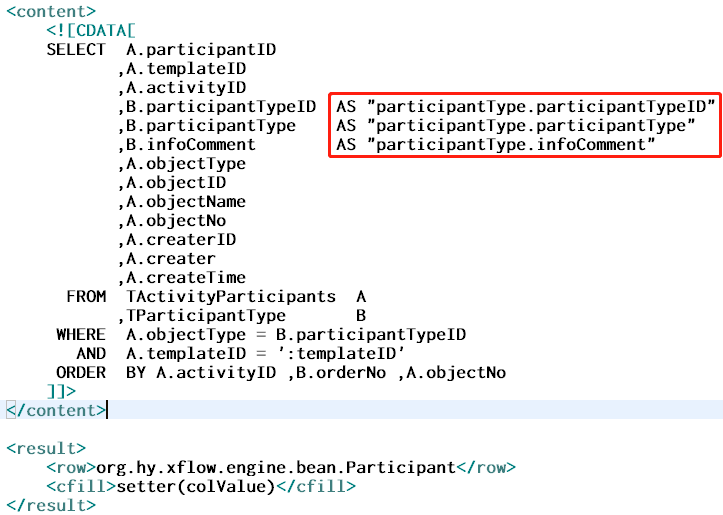 <content>
    <![CDATA[
    SELECT  A.participantID
           ,A.templateID
           ,A.activityID
           ,B.participantTypeID  AS "participantType.participantTypeID"
           ,B.participantType    AS "participantType.participantType"
           ,B.infoComment        AS "participantType.infoComment"
           ,A.objectType
           ,A.objectID
           ,A.objectName
           ,A.objectNo
           ,A.createrID
           ,A.creater
           ,A.createTime
      FROM  TActivityParticipants  A
           ,TParticipantType       B
     WHERE  A.objectType = B.participantTypeID
       AND  A.templateID = ':templateID'
     ORDER  BY A.activityID ,B.orderNo ,A.objectNo
    ]]>
</content>
<result>
    <row>org.hy.xflow.engine.bean.Participant</row>
    <cfill>setter(colValue)</cfill>
</result>